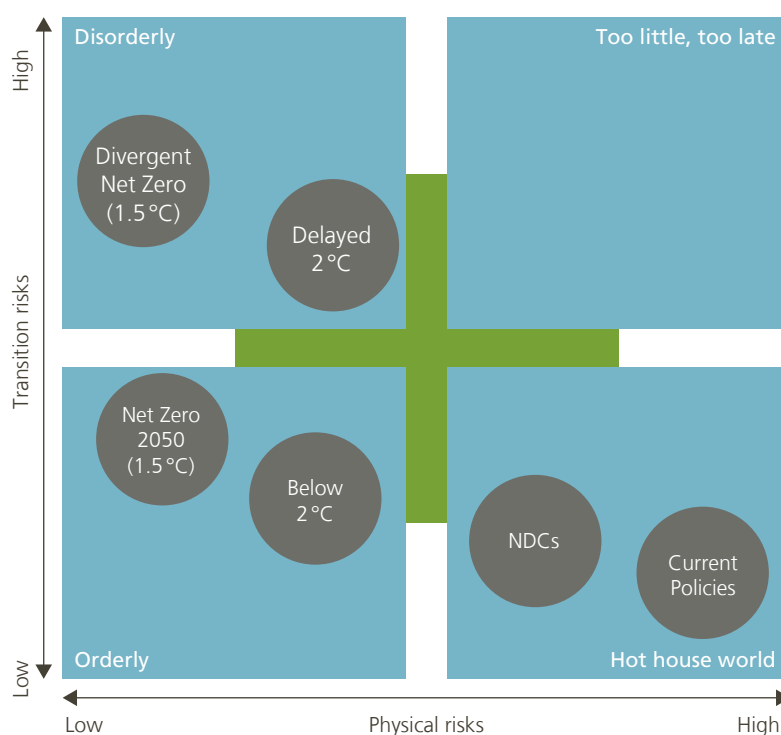 Disorderly
Too little, too late
High
Divergent
Net Zero
(1.5 °C)
Delayed
2 °C
Transition risks
Net Zero
2050
(1.5 °C)
Below
2 °C
NDCs
Current
Policies
Orderly
Hot house world
Low
Low
Physical risks
High